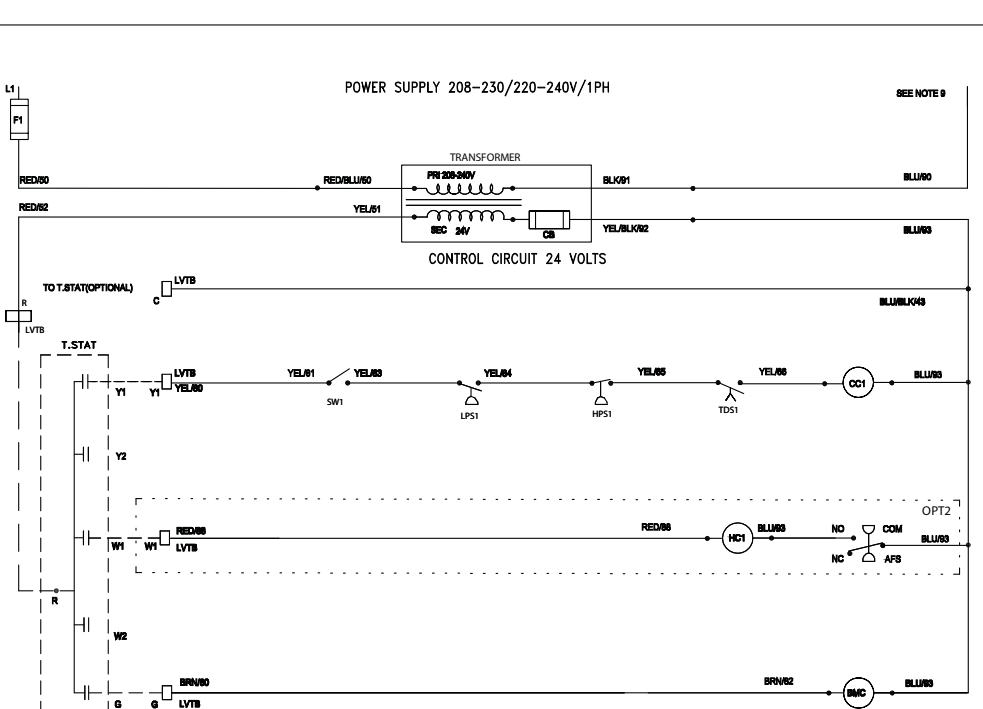 L1
POWER SUPPLY 208-230/220-240V/1PH
SEE NOTE 9
F1
TRANSFORMER
PRI 208-240V
RED/50
RED/BLU/50
BLK/91
BLU/90
RED/52
YEL/51
SEC 24V
CB
YEL/BLK/92
BLU/93
CONTROL CIRCUIT 24 VOLTS
TO T.STAT(OPTIONAL)
C
LVTB
R
LVTB
BLU/BLK/43
T.STAT
Y1
Y1
LVTB
YEL/60
YEL/61
SW1
YEL/63
LPS1
YEL/64
HPS1
YEL/65
TDS1
YEL/66
CC1
BLU/93
Y2
OPT2
W1
W1
RED/86
LVTB
RED/88
HC1
BLU/93
NO
COM
NC
AFS
BLU/93
R
W2
G
G
BRN/80
LVTB
BRN/82
BMC
BLU/93